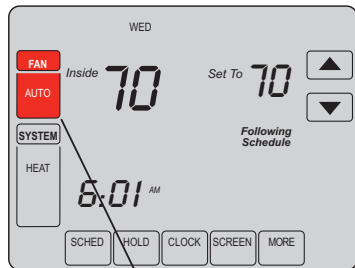 WED
FAN
AUTO
Inside 70
Set To 70
Following
Schedule
SYSTEM
HEAT
6:01 AM
SCHED HOLD CLOCK SCREEN MORE